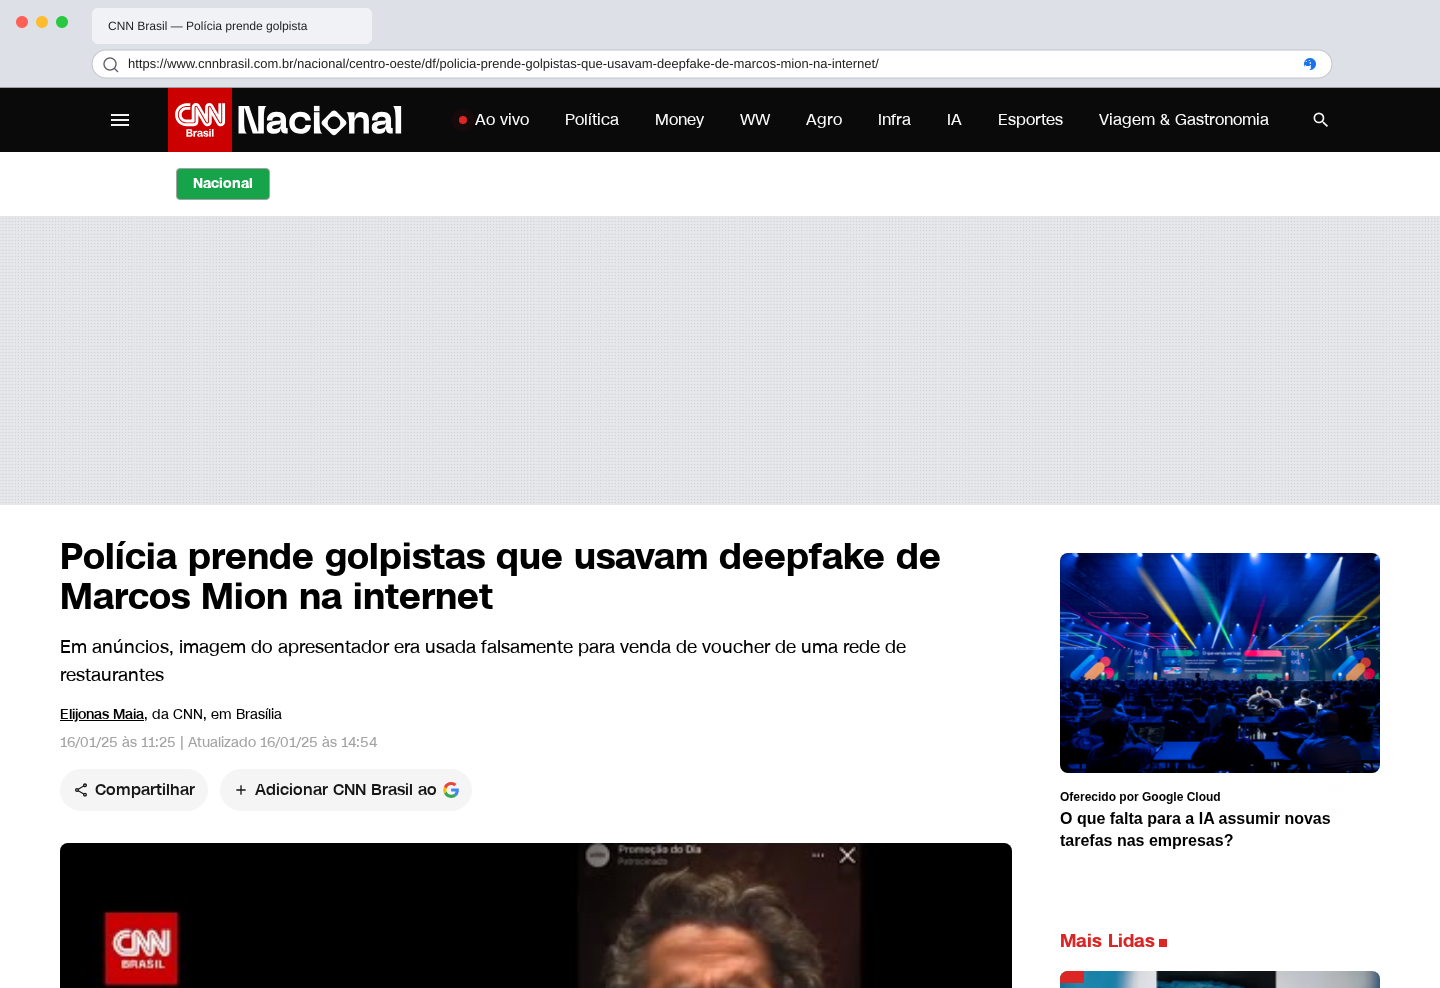 CNN Brasil — Polícia prende golpista
https://www.cnnbrasil.com.br/nacional/centro-oeste/df/policia-prende-golpistas-que-usavam-deepfake-de-marcos-mion-na-internet/
CNN Brasil Nacional
Ao vivo Política Money WW Agro Infra IA Esportes Viagem & Gastronomia
Nacional
Polícia prende golpistas que usavam deepfake de
Marcos Mion na internet
Em anúncios, imagem do apresentador era usada falsamente para venda de voucher de uma rede de
restaurantes
Elijonas Maia, da CNN, em Brasília
16/01/25 às 11:25 | Atualizado 16/01/25 às 14:54
Compartilhar
+ Adicionar CNN Brasil ao
Promoção do Dia
Patrocinado
CNN
BRASIL
Oferecido por Google Cloud
O que falta para a IA assumir novas
tarefas nas empresas?
Mais Lidas